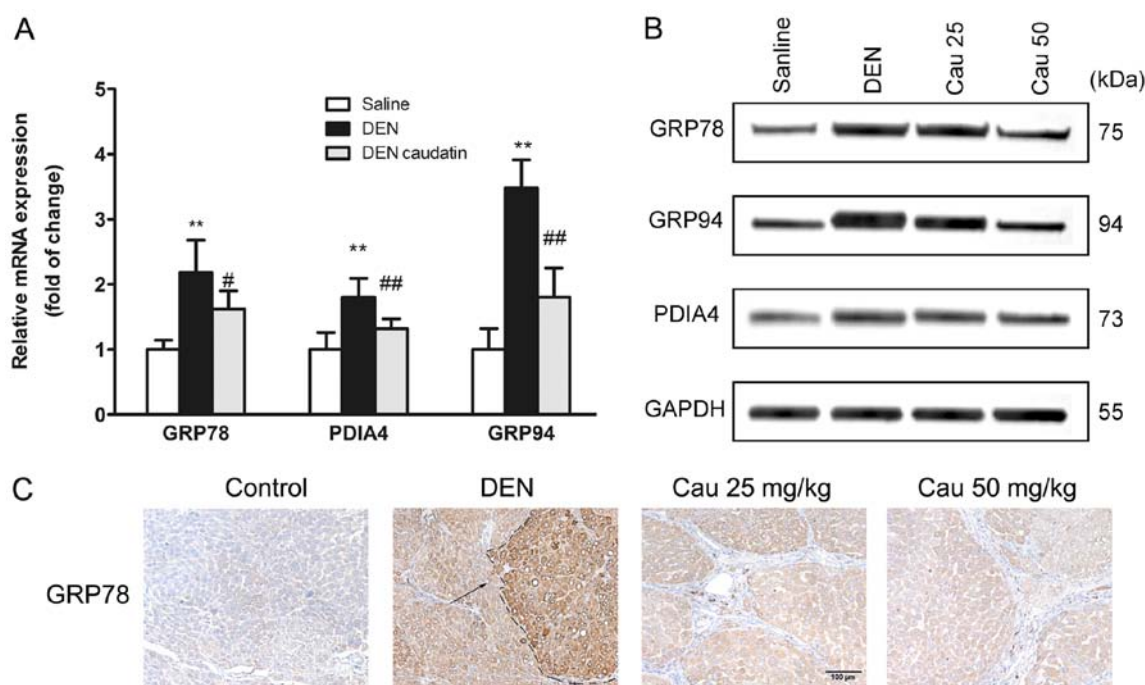 A
Relative mRNA expression
(fold of change)
5
4
3
2
1
0
Saline
DEN
DEN caudatin
**
#
**
##
**
##
GRP78
PDIA4
GRP94
B
Sanline
DEN
Cau 25
Cau 50
(kDa)
GRP78
75
GRP94
94
PDIA4
73
GAPDH
55
C
Control
DEN
Cau 25 mg/kg
Cau 50 mg/kg
GRP78
100 μm